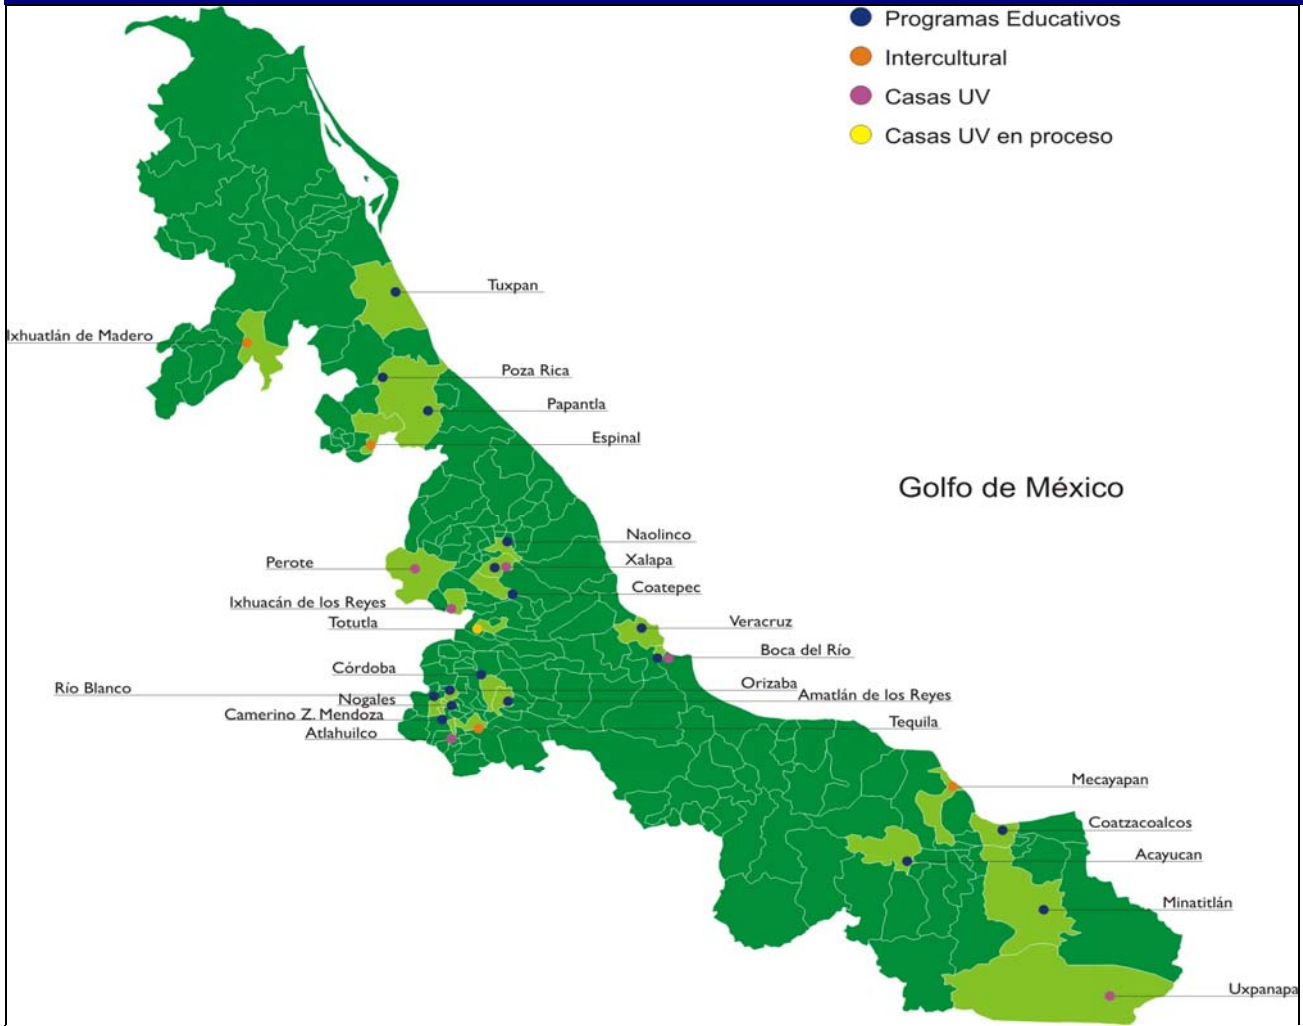 Programas Educativos
Intercultural
Casas UV
Casas UV en proceso
Tuxpan
Ixhuatlán de Madero
Poza Rica
Papantla
Espinal
Golfo de México
Naolinco
Perote
Xalapa
Coatepec
Ixhuacán de los Reyes
Totutla
Veracruz
Boca del Río
Córdoba
Orizaba
Río Blanco
Amatlán de los Reyes
Nogales
Camerino Z. Mendoza
Tequila
Atlahuilco
Mecayapan
Coatzacoalcos
Acayucan
Minatitlán
Uxpanapa